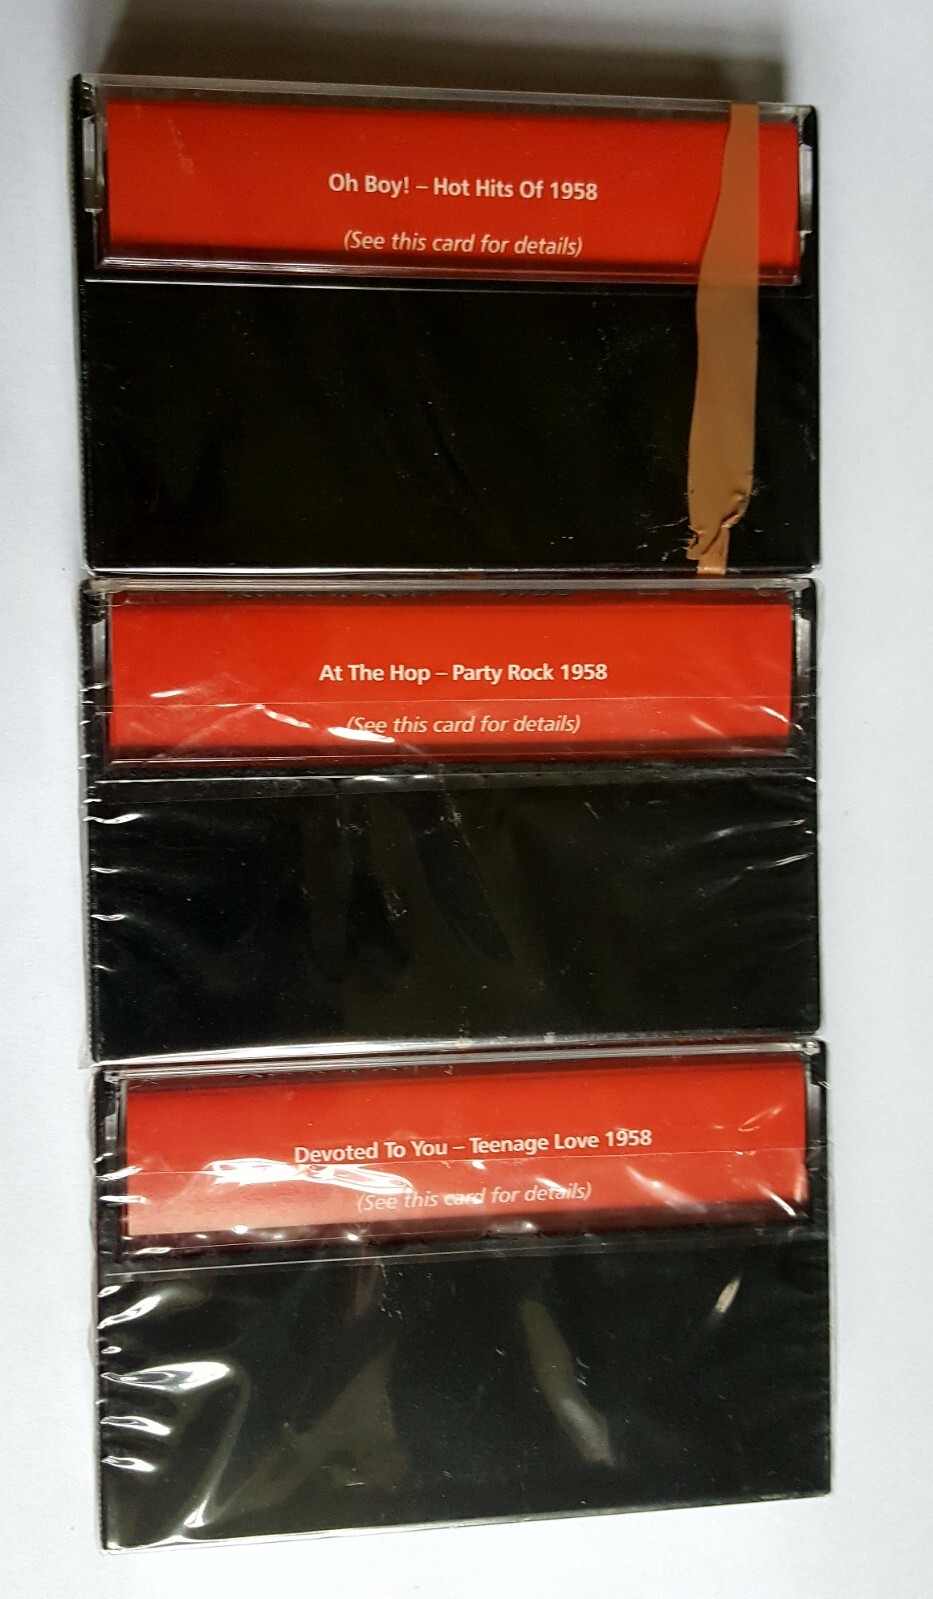 Oh Boy! – Hot Hits Of 1958
(See this card for details)
At The Hop – Party Rock 1958
(See this card for details)
Devoted To You – Teenage Love 1958
(See this card for details)